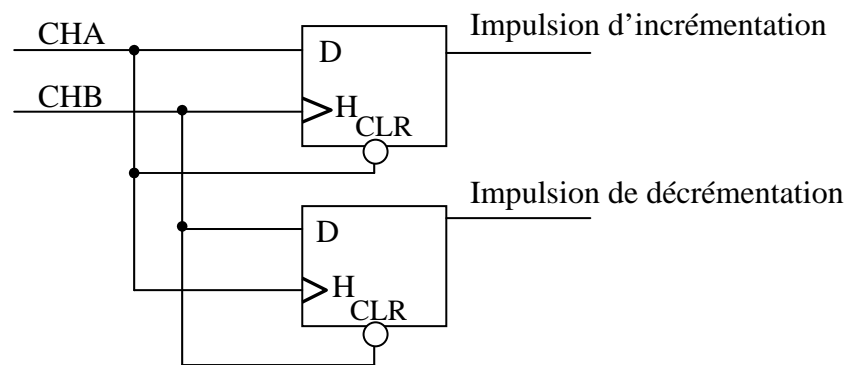 CHA
Impulsion d’incrémentation
D
CHB
H
CLR
Impulsion de décrémentation
D
H
CLR